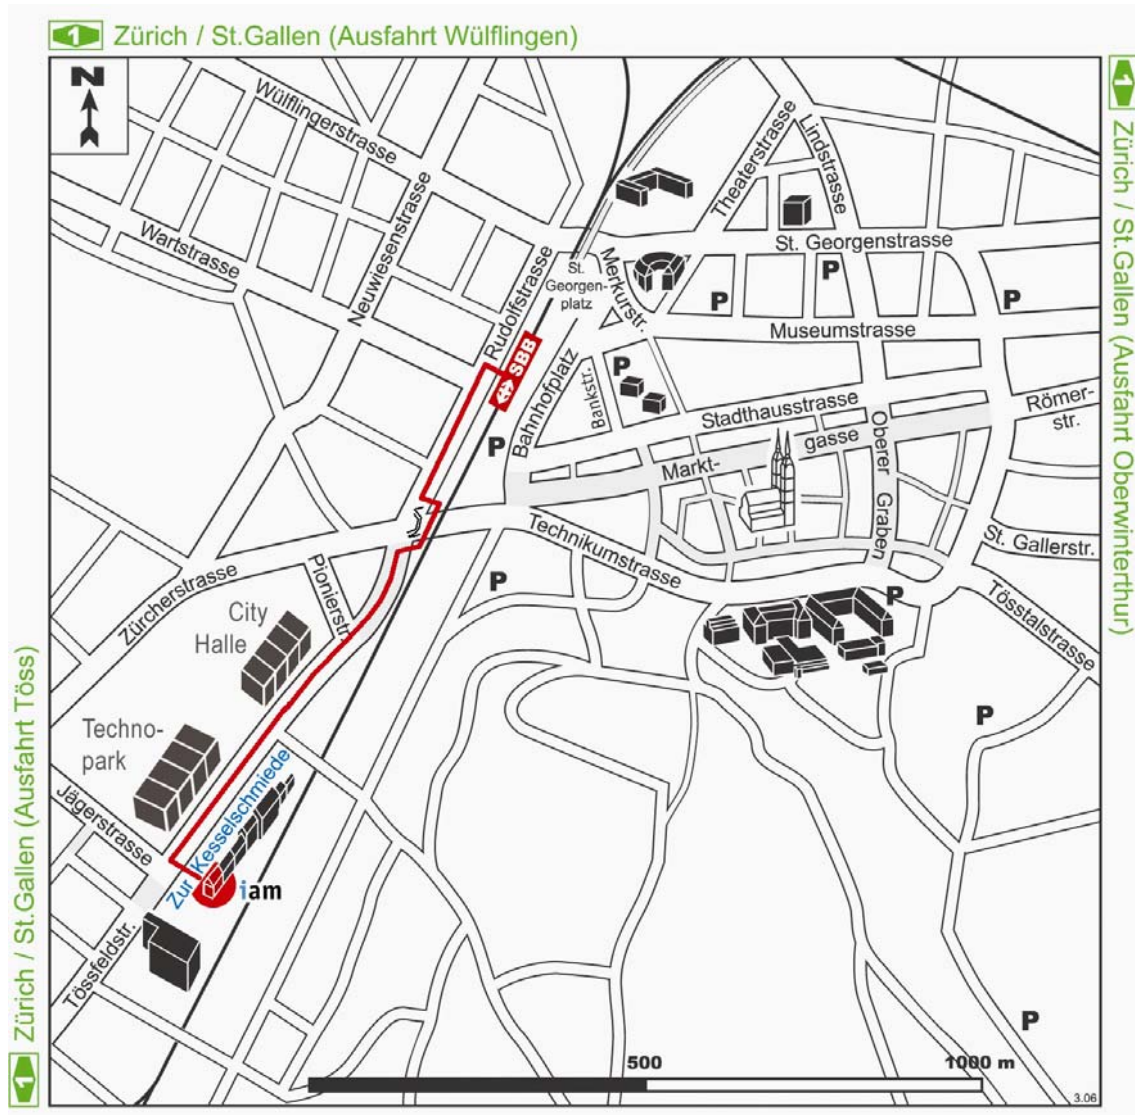 1 Zürich / St.Gallen (Ausfahrt Wülflingen)
N
1 Zürich / St.Gallen (Ausfahrt Oberwinterthur)
Wülflingerstrasse
Theaterstrasse
Lindstrasse
Neuwiesenstrasse
Wartstrasse
St. Georgenstrasse
Rudolfstrasse
St.
Georgen-
platz
Merkurstr.
P
P
P
Museumstrasse
SBB
Bahnhofplatz
Bankstr.
P
Stadthausstrasse
Römer-
str.
P
Markt-
gasse
Oberer Graben
Technikumstrasse
St. Gallerstr.
Zürcherstrasse
Pionierstr.
P
P
Tösstalstrasse
City
Halle
P
Techno-
park
Jägerstrasse
Zur Kesselschmiede
iam
Tössfeldstr.
P
1 Zürich / St.Gallen (Ausfahrt Töss)
500
1000 m
3.06